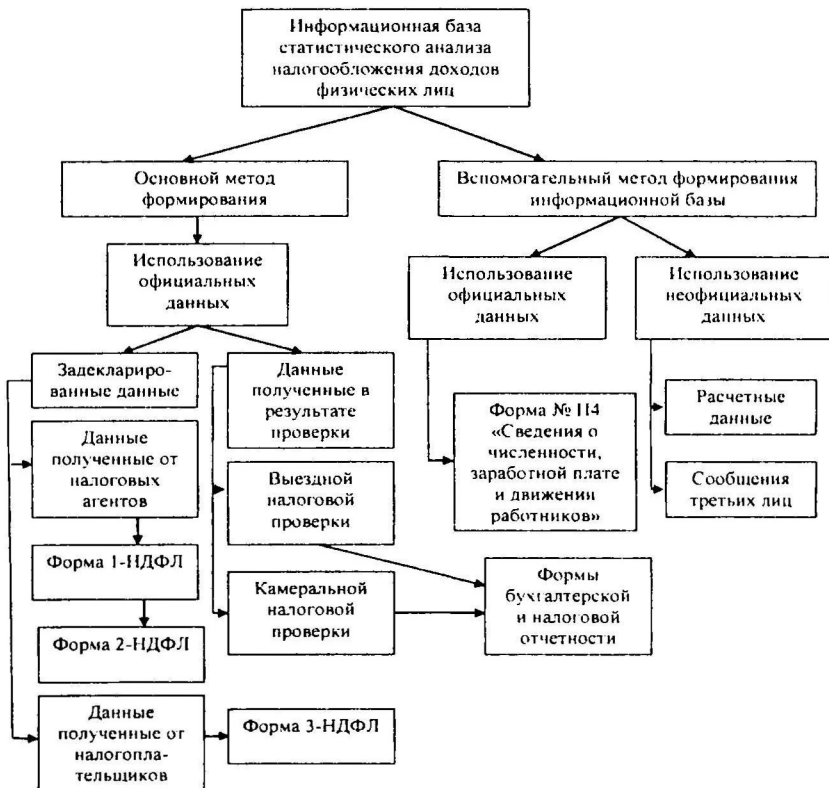 Информационная база
статистического анализа
налогообложения доходов
физических лиц
Основной метод
формирования
Вспомогательный метод формирования
информационной базы
Использование
официальных
данных
Использование
официальных
данных
Использование
неофициальных
данных
Задеклариро-
ванные данные
Данные
полученные в
результате
проверки
Форма № П4
«Сведения о
численности,
заработной плате
и движении
работников»
Расчетные
данные
Данные
полученные от
налоговых
агентов
Выездной
налоговой
проверки
Сообщения
третьих лиц
Форма 1-НДФЛ
Камеральной
налоговой
проверки
Формы
бухгалтерской
и налоговой
отчетности
Форма 2-НДФЛ
Данные
полученные от
налогопла-
тельщиков
Форма 3-НДФЛ